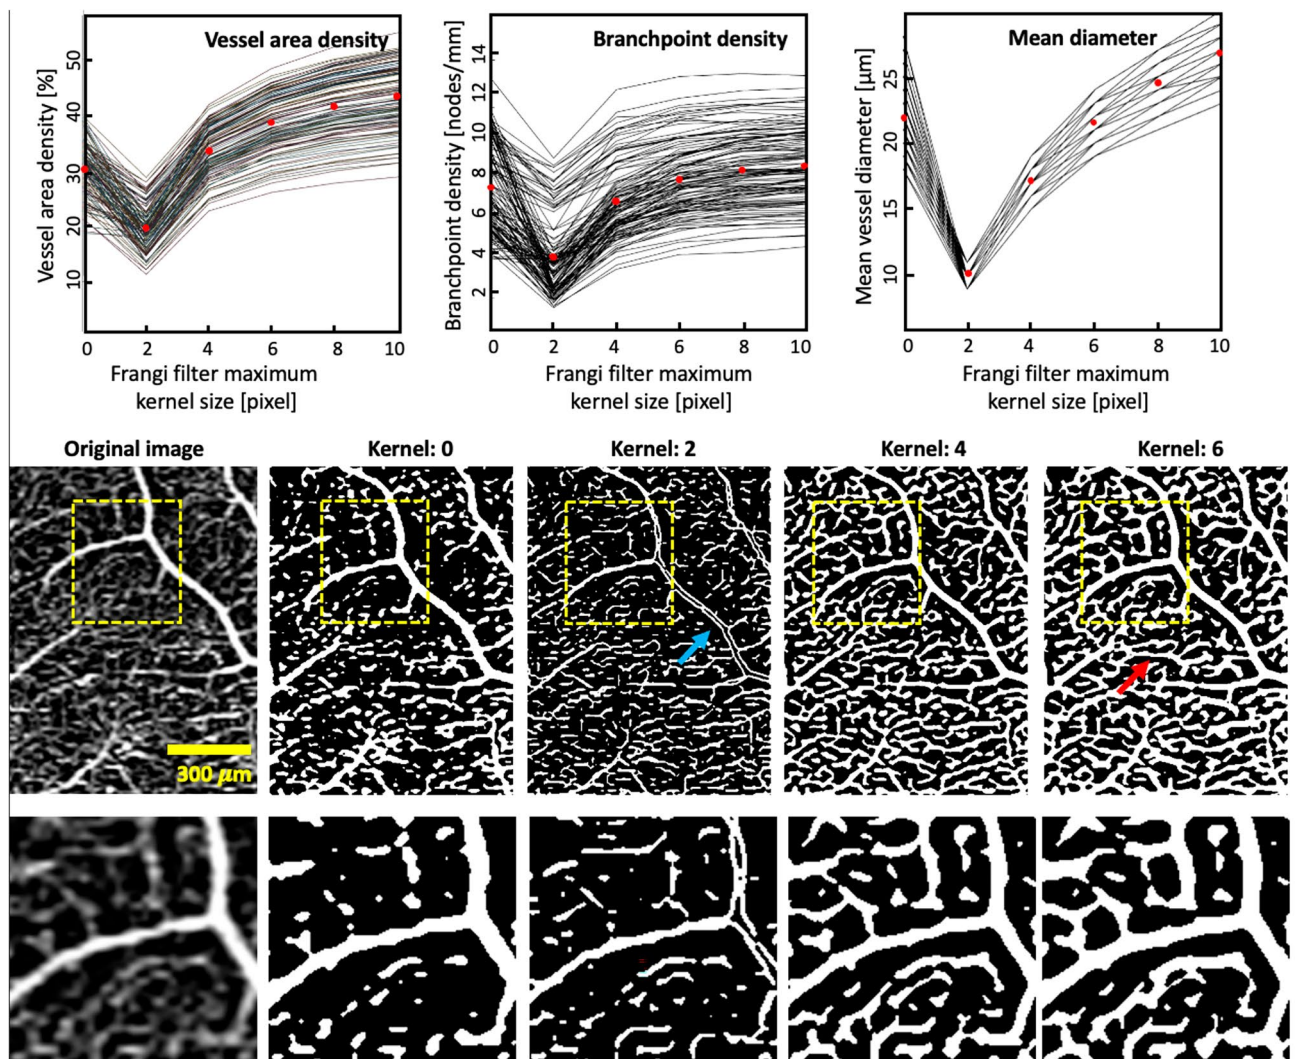 Vessel area density
Vessel area density [%]
50
40
30
20
10
0 2 4 6 8 10
Frangi filter maximum
kernel size [pixel]
Branchpoint density
Branchpoint density [nodes/mm]
14
12
10
8
6
4
2
0 2 4 6 8 10
Frangi filter maximum
kernel size [pixel]
Mean diameter
Mean vessel diameter [µm]
25
20
15
10
0 2 4 6 8 10
Frangi filter maximum
kernel size [pixel]
Original image
Kernel: 0
Kernel: 2
Kernel: 4
Kernel: 6
300 µm